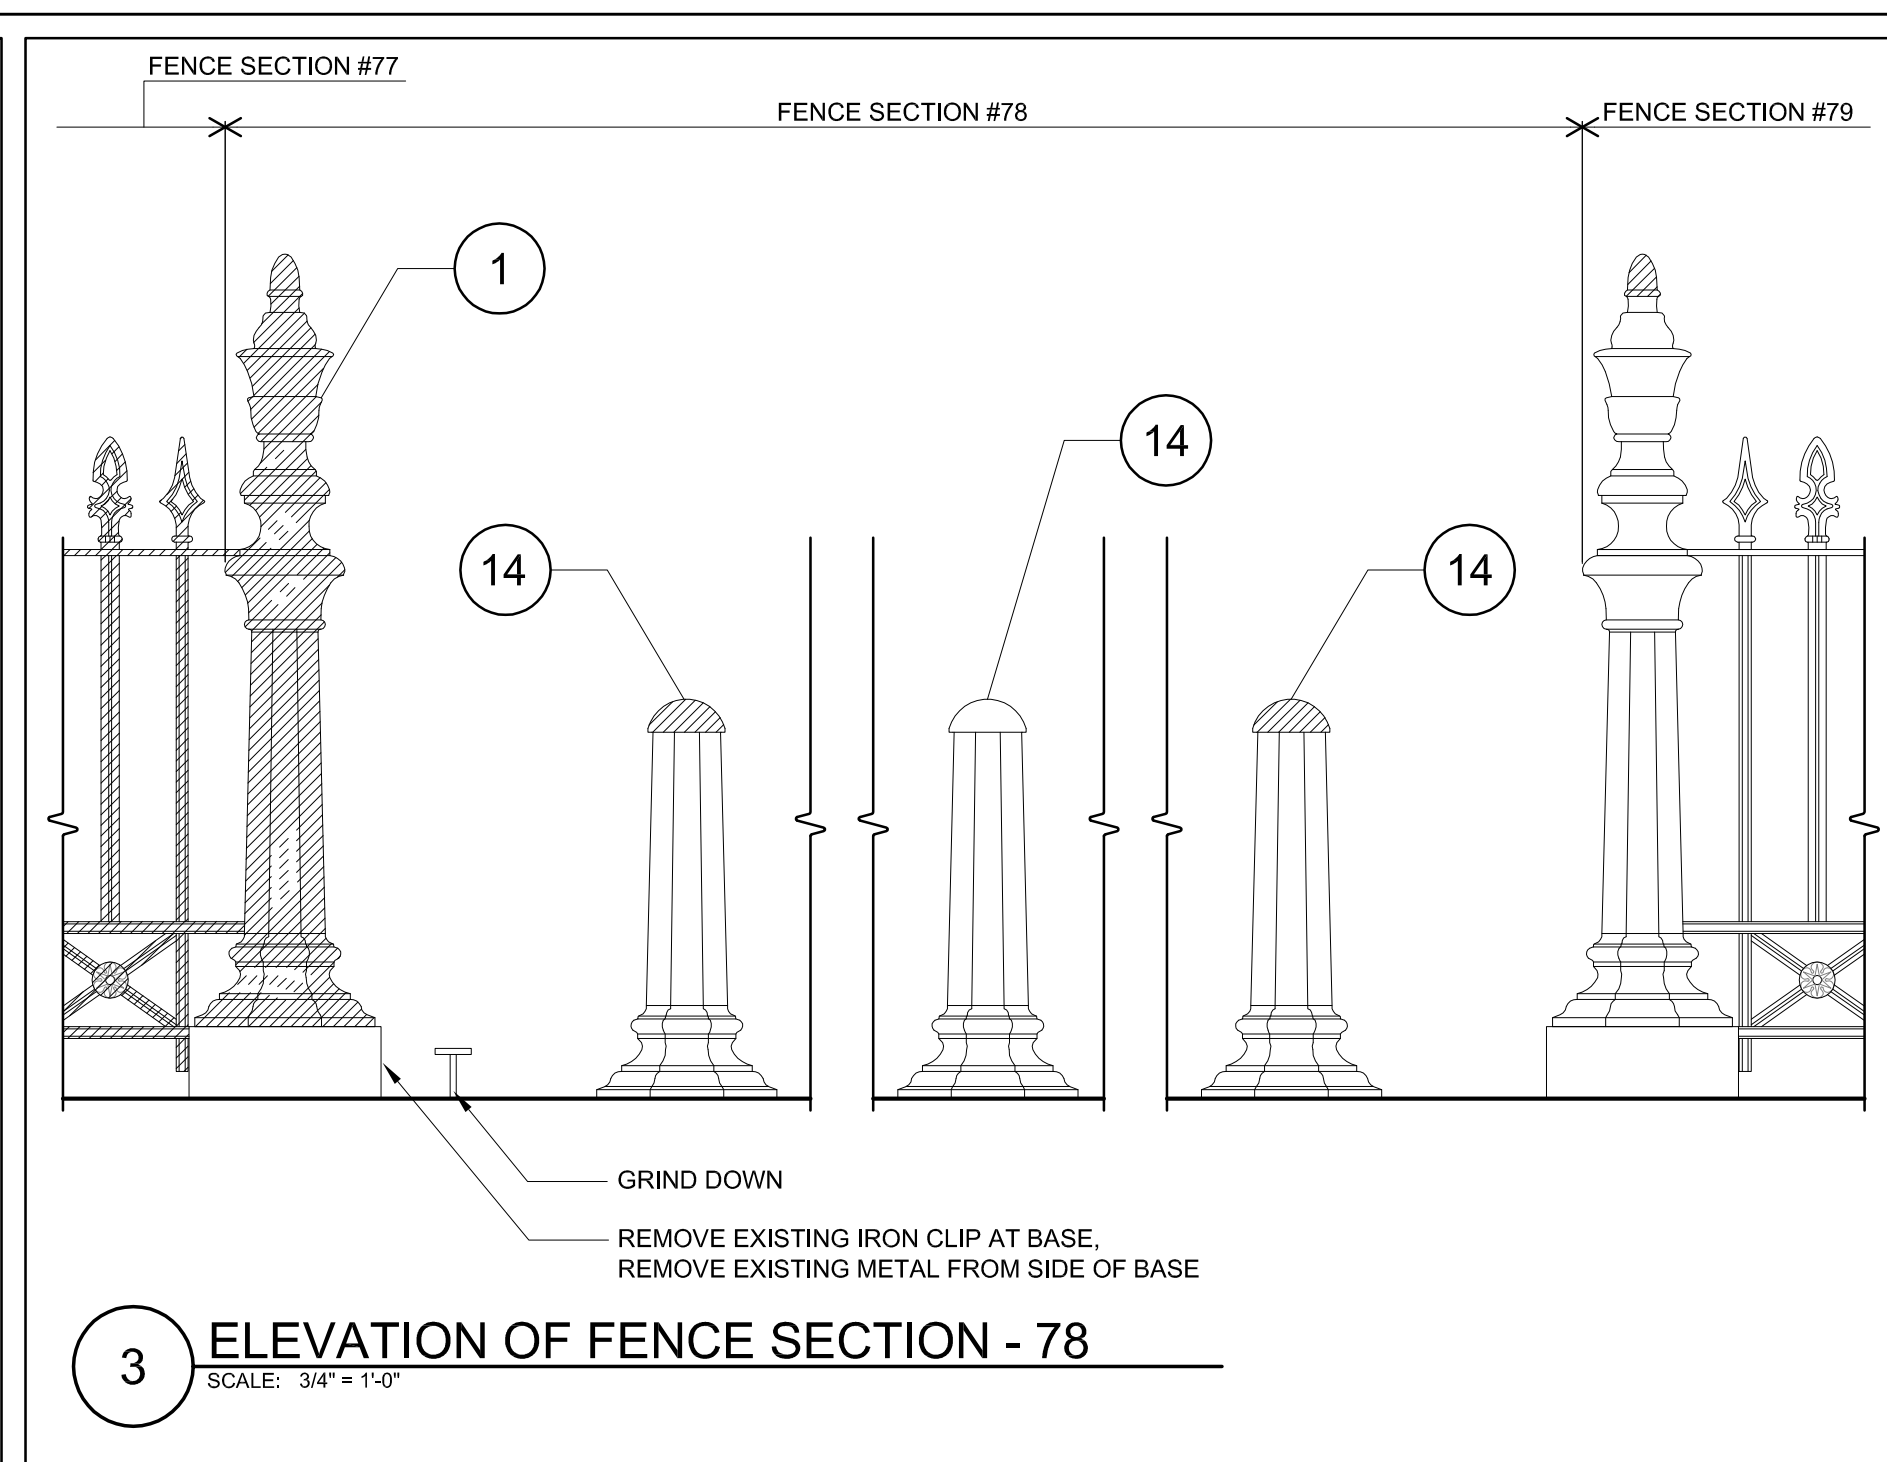 FENCE SECTION #77
FENCE SECTION #78
FENCE SECTION #79
1
14
14
14
GRIND DOWN
REMOVE EXISTING IRON CLIP AT BASE,
REMOVE EXISTING METAL FROM SIDE OF BASE
3
ELEVATION OF FENCE SECTION - 78
SCALE: 3/4" = 1'-0"